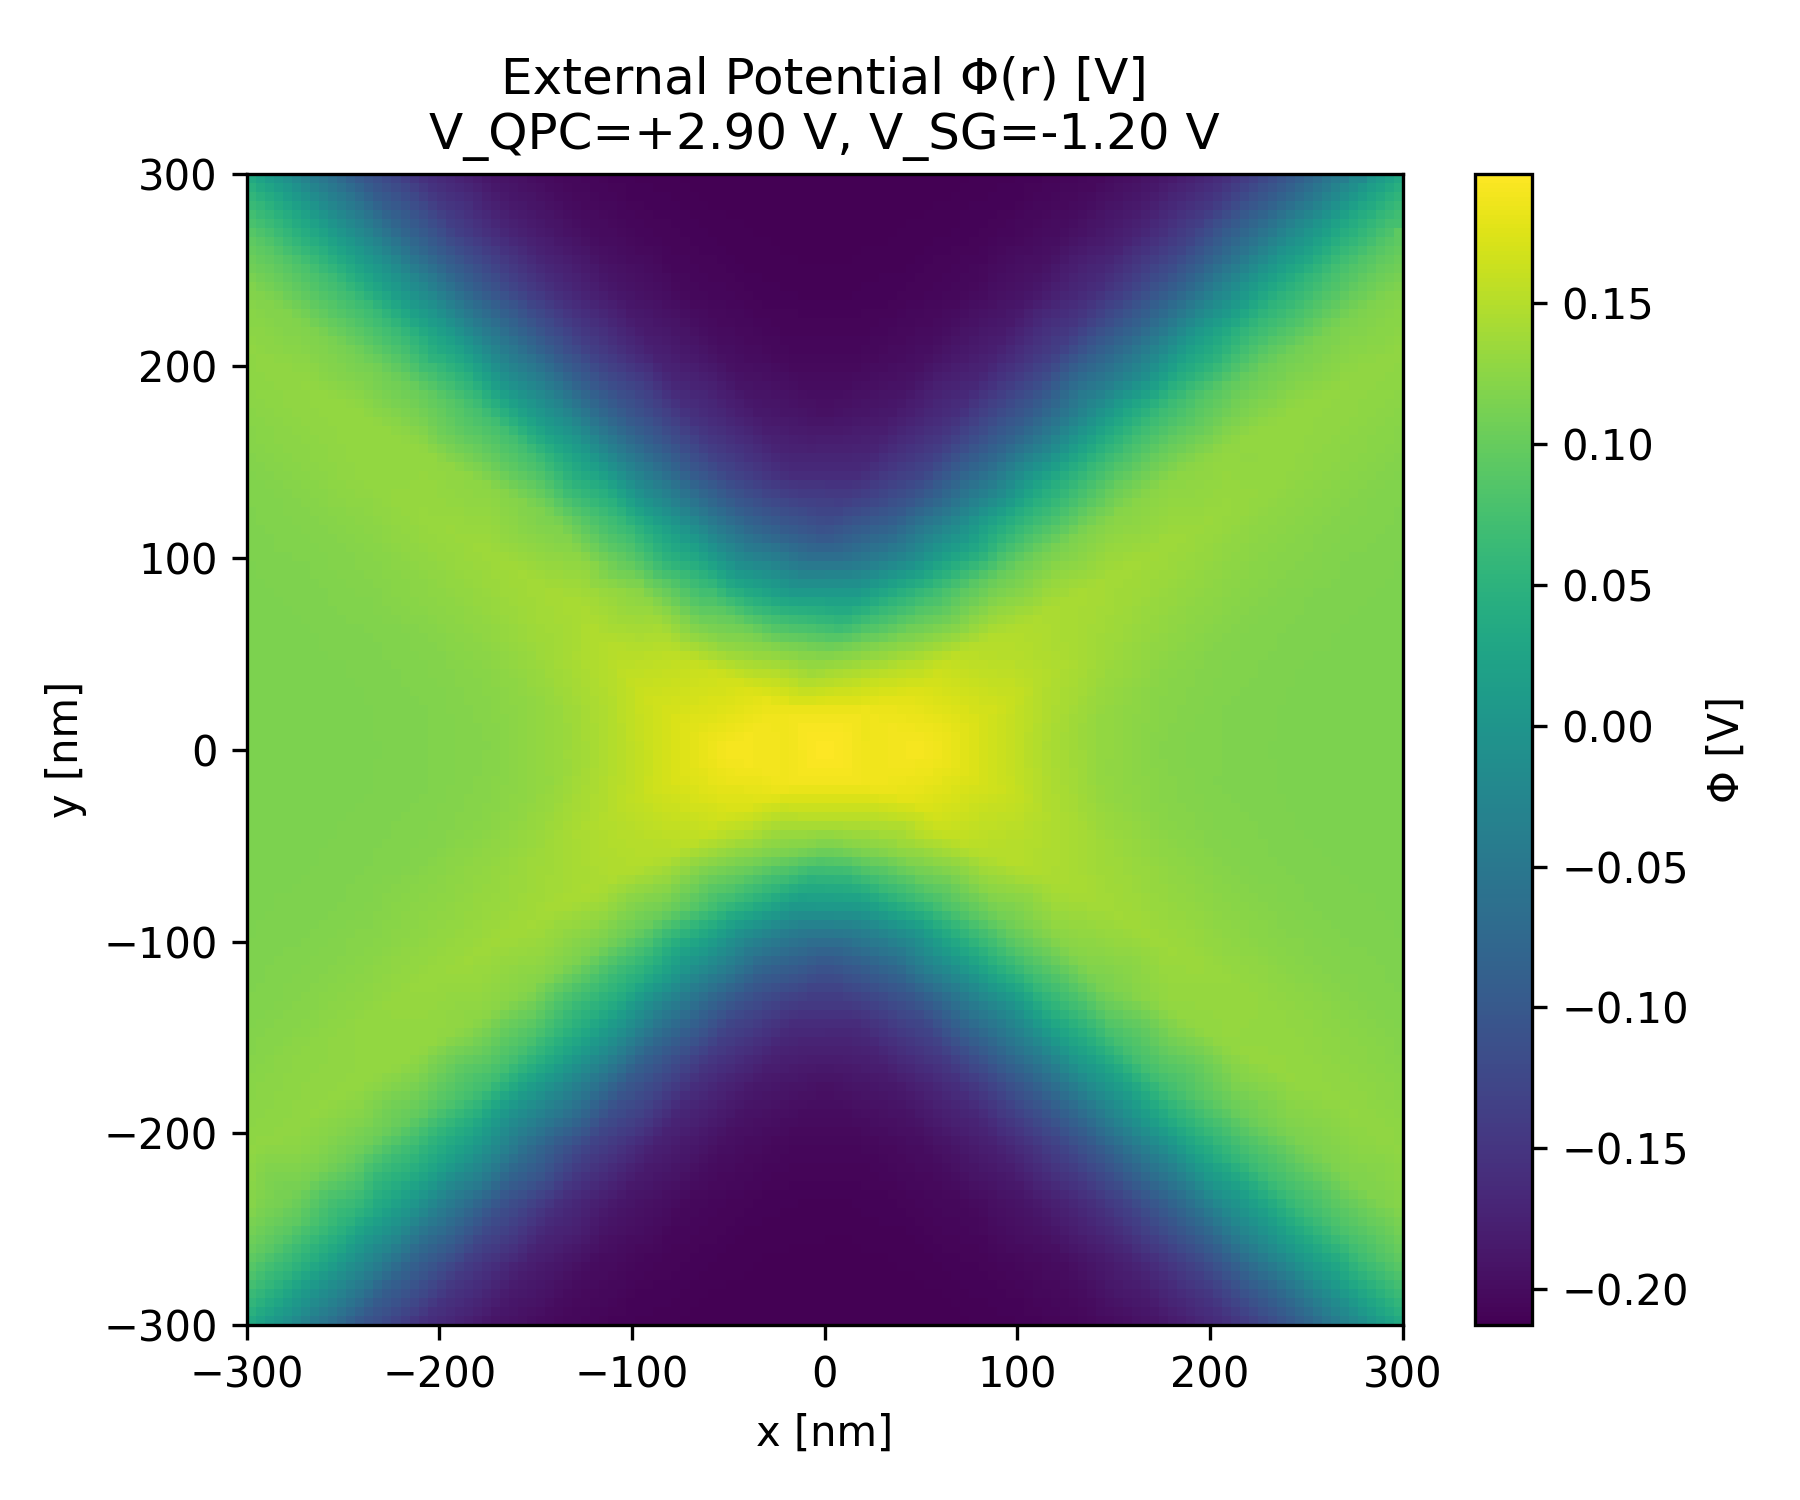 External Potential Φ(r) [V]
V_QPC=+2.90 V, V_SG=-1.20 V
300
200
100
0
−100
−200
−300
y [nm]
−300 −200 −100 0 100 200 300
x [nm]
0.15
0.10
0.05
0.00
−0.05
−0.10
−0.15
−0.20
Φ [V]